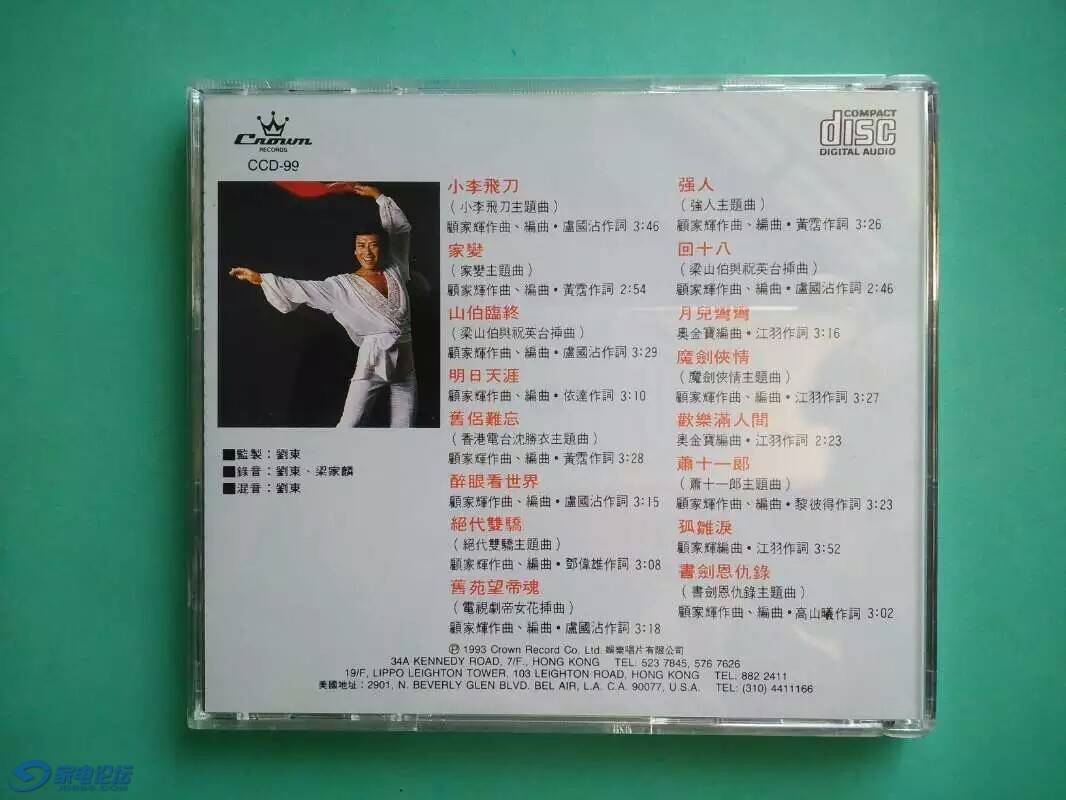 Crown
RECORDS
CCD-99
COMPACT
disc
DIGITAL AUDIO
小李飛刀
（小李飛刀主題曲）
顧家輝作曲、編曲•盧國沾作詞 3:46
家變
（家變主題曲）
顧家輝作曲、編曲•黃霑作詞 2:54
山伯臨終
（梁山伯與祝英台插曲）
顧家輝作曲、編曲•盧國沾作詞 3:29
明日天涯
顧家輝作曲、編曲•依達作詞 3:10
舊侶難忘
（香港電台沈勝衣主題曲）
顧家輝作曲、編曲•黃霑作詞 3:28
醉眼看世界
顧家輝作曲、編曲•盧國沾作詞 3:15
絕代雙驕
（絕代雙驕主題曲）
顧家輝作曲、編曲•鄧偉雄作詞 3:08
舊苑望帝魂
（電視劇帝女花插曲）
顧家輝作曲、編曲•盧國沾作詞 3:18
强人
（強人主題曲）
顧家輝作曲、編曲•黃霑作詞 3:26
回十八
（梁山伯與祝英台插曲）
顧家輝作曲、編曲•盧國沾作詞 2:46
月兒彎彎
奧金寶編曲•江羽作詞 3:16
魔劍俠情
（魔劍俠情主題曲）
顧家輝作曲、編曲•江羽作詞 3:27
歡樂滿人間
奧金寶編曲•江羽作詞 2:23
蕭十一郎
（蕭十一郎主題曲）
顧家輝作曲、編曲•黎彼得作詞 3:23
孤雛淚
顧家輝編曲•江羽作詞 3:52
書劍恩仇錄
（書劍恩仇錄主題曲）
顧家輝作曲、編曲•高山曦作詞 3:02
■監製：劉東
■錄音：劉東、梁家麟
■混音：劉東
Ⓟ 1993 Crown Record Co. Ltd. 娛樂唱片有限公司
34A KENNEDY ROAD, 7/F., HONG KONG TEL: 523 7845, 576 7626
19/F, LIPPO LEIGHTON TOWER, 103 LEIGHTON ROAD, HONG KONG TEL: 882 2411
美國地址：2901, N. BEVERLY GLEN BLVD. BEL AIR, L.A. C.A. 90077, U.S.A. TEL: (310) 4411166
家电论坛
JDBBS.COM